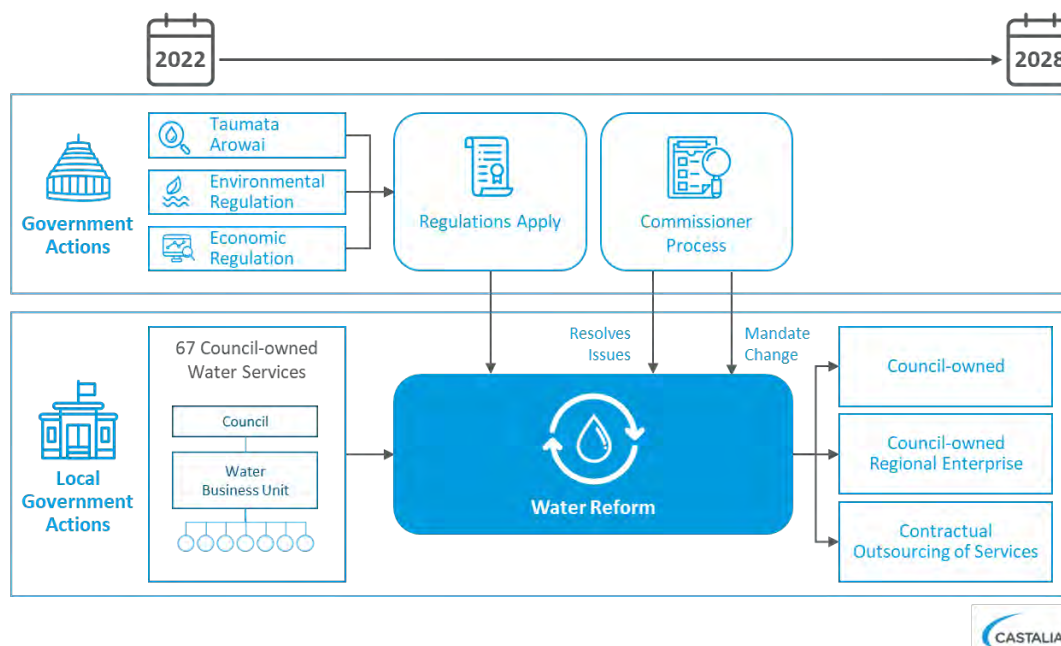 2022
2028
Government
Actions
Taumata
Arowai
Environmental
Regulation
Economic
Regulation
Regulations Apply
Commissioner
Process
Local
Government
Actions
67 Council-owned
Water Services
Council
Water
Business Unit
Resolves
Issues
Mandate
Change
Water Reform
Council-owned
Council-owned
Regional Enterprise
Contractual
Outsourcing of Services
CASTALIA